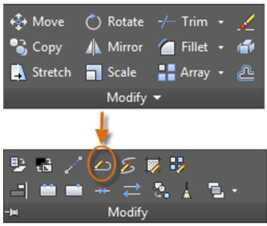 Move Rotate Trim
Copy Mirror Fillet
Stretch Scale Array
Modify
Modify